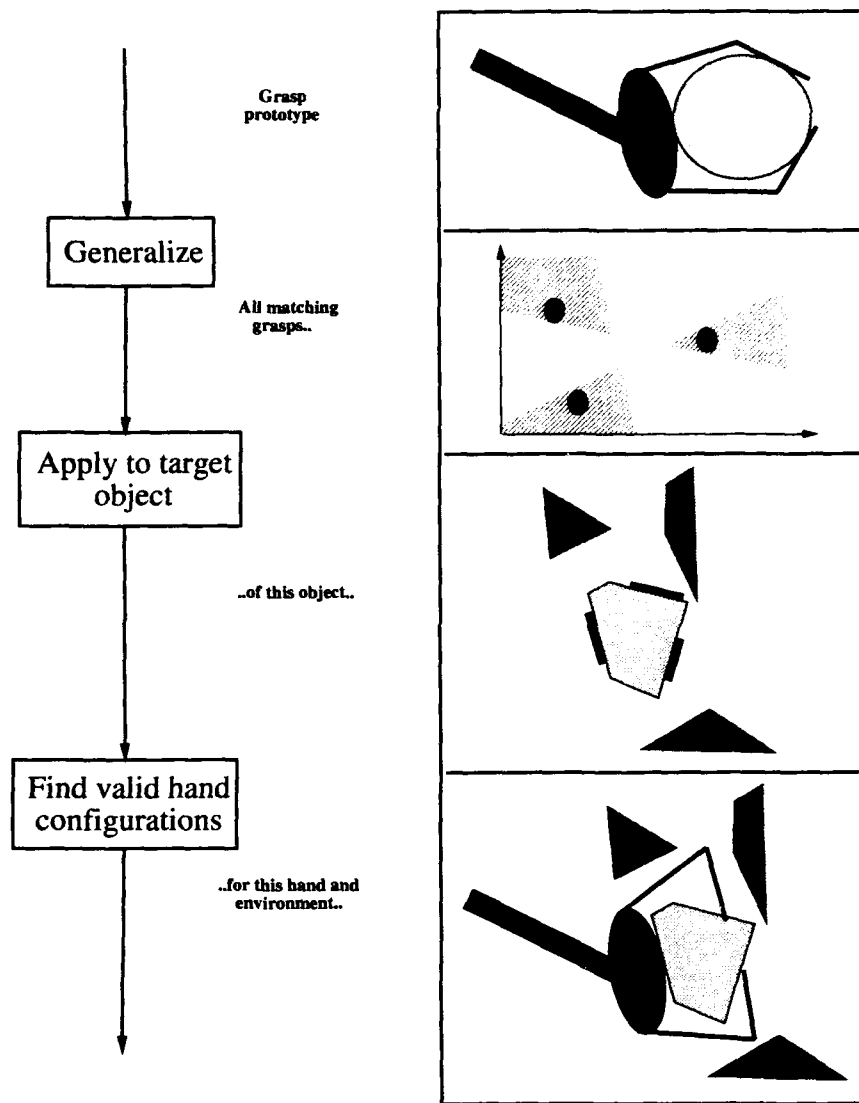 Grasp
prototype
Generalize
All matching
grasps..
Apply to target
object
..of this object..
Find valid hand
configurations
..for this hand and
environment..